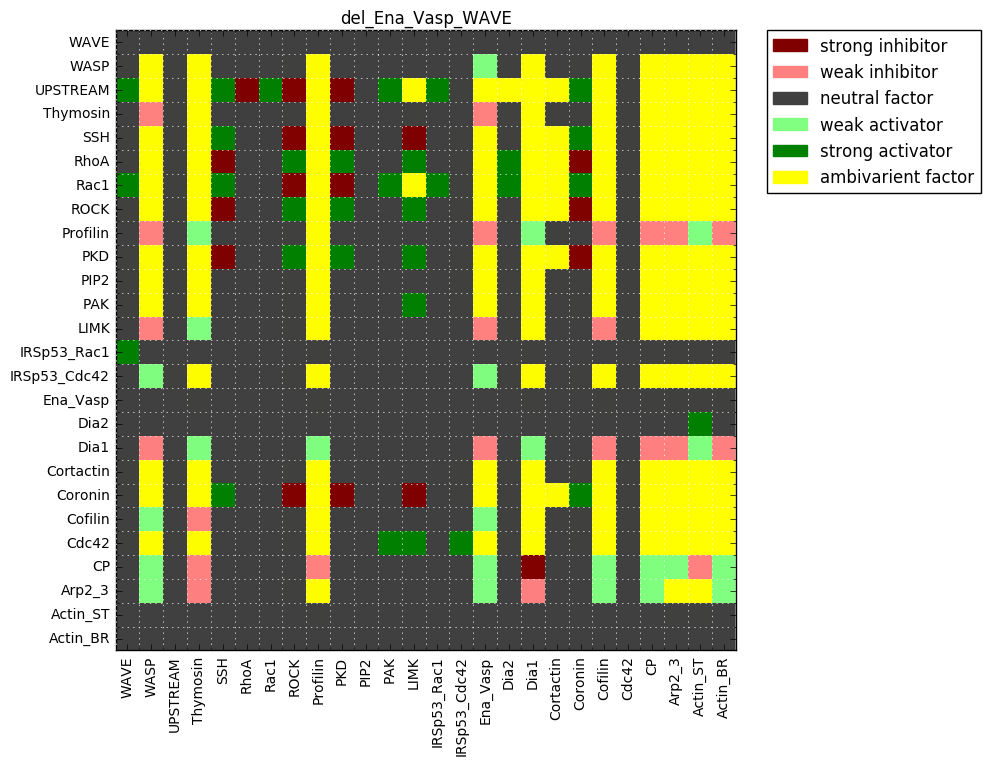 del_Ena_Vasp_WAVE
WAVE
WASP
UPSTREAM
Thymosin
SSH
RhoA
Rac1
ROCK
Profilin
PKD
PIP2
PAK
LIMK
IRSp53_Rac1
IRSp53_Cdc42
Ena_Vasp
Dia2
Dia1
Cortactin
Coronin
Cofilin
Cdc42
CP
Arp2_3
Actin_ST
Actin_BR
WAVE
WASP
UPSTREAM
Thymosin
SSH
RhoA
Rac1
ROCK
Profilin
PKD
PIP2
PAK
LIMK
IRSp53_Rac1
IRSp53_Cdc42
Ena_Vasp
Dia2
Dia1
Cortactin
Coronin
Cofilin
Cdc42
CP
Arp2_3
Actin_ST
Actin_BR
strong inhibitor
weak inhibitor
neutral factor
weak activator
strong activator
ambivarient factor